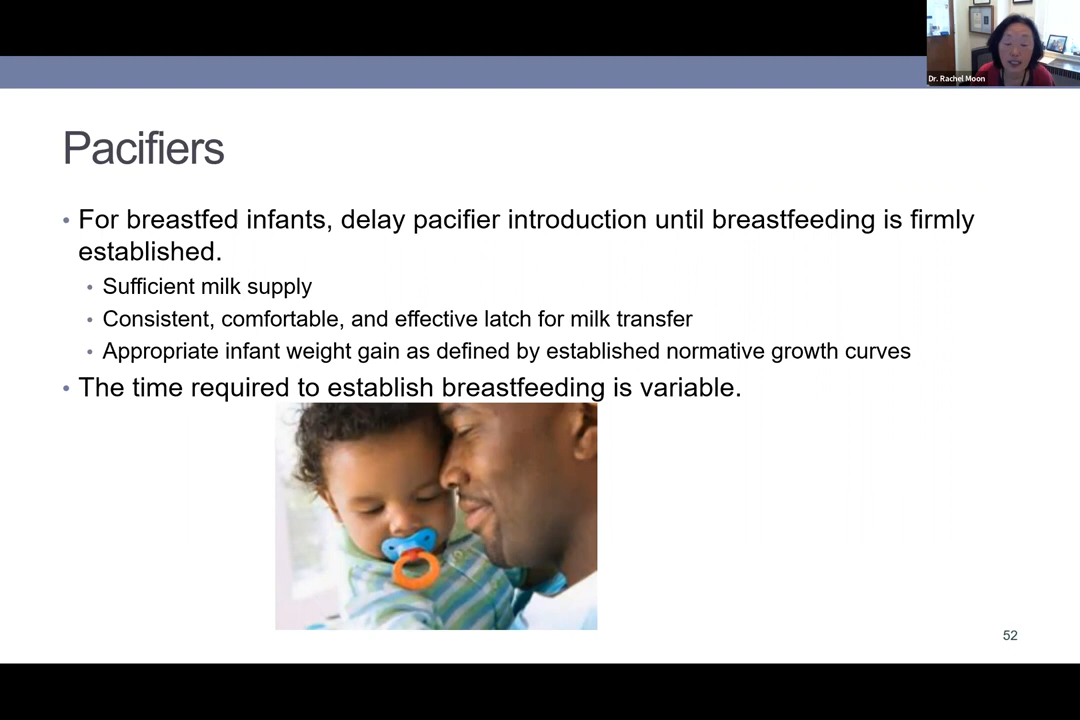 Dr. Rachel Moon
Pacifiers
• For breastfed infants, delay pacifier introduction until breastfeeding is firmly
established.
• Sufficient milk supply
• Consistent, comfortable, and effective latch for milk transfer
• Appropriate infant weight gain as defined by established normative growth curves
• The time required to establish breastfeeding is variable.
52